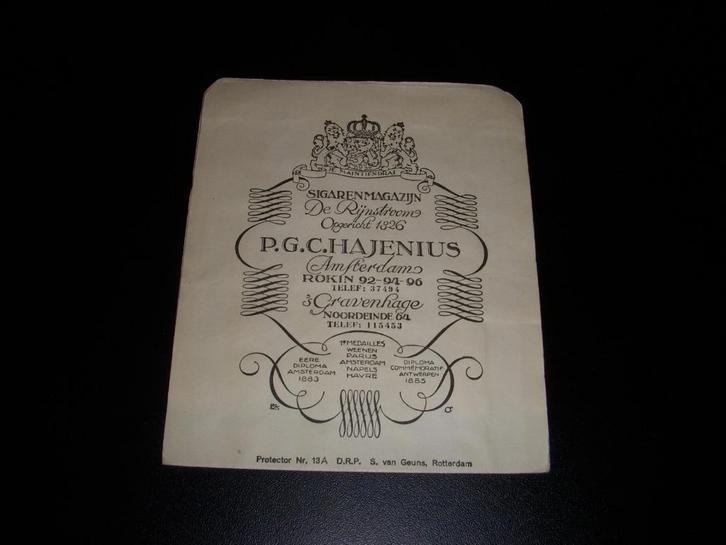 JE MAINTIENDRAI
SIGARENMAGAZIJN
De Rijnstroom
Opgericht 1826
P.G.C. HAJENIUS
Amsterdam
ROKIN 92-94-96
TELEF: 37494
's Gravenhage
NOORDEINDE 64
TELEF: 115453
EERE
DIPLOMA
AMSTERDAM
1883
1e MEDAILLES
WEENEN
PARIJS
AMSTERDAM
NAPELS
HAVRE
DIPLOMA
COMMÉMORATIF
ANTWERPEN
1885
Protector Nr. 13A D.R.P. S. van Geuns, Rotterdam